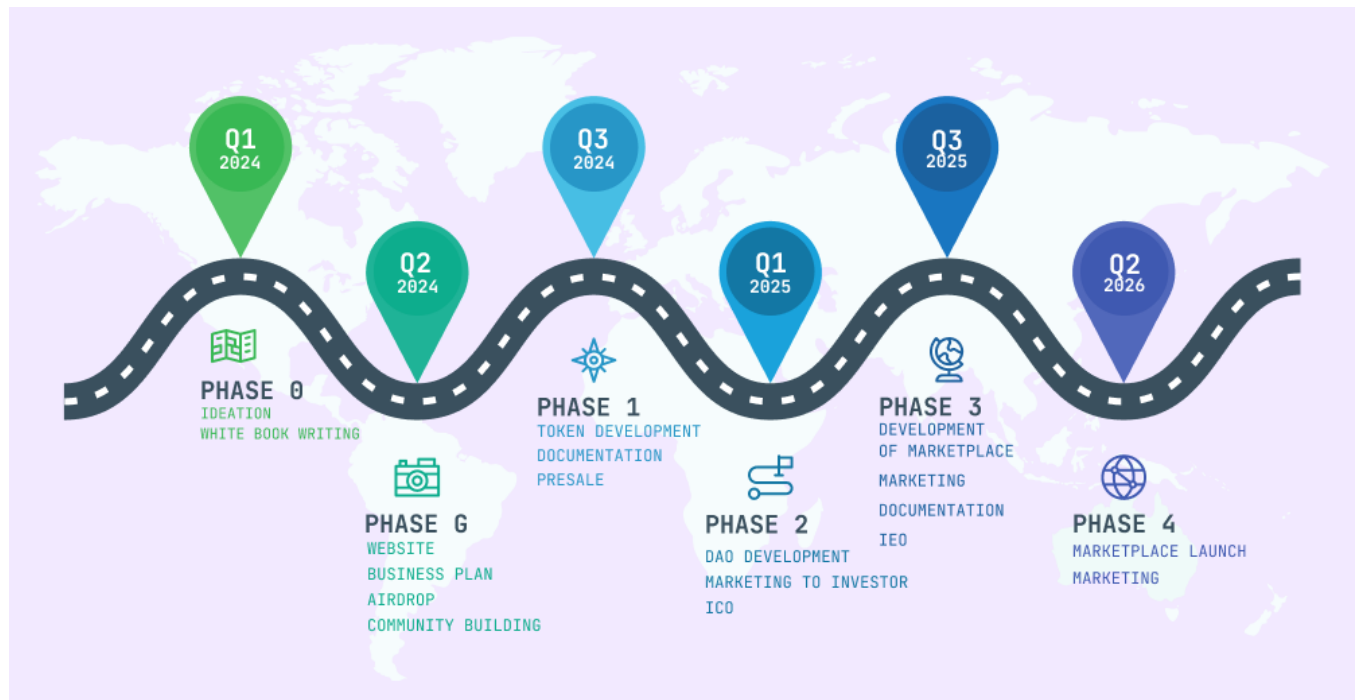 Q1
2024
Q3
2024
Q3
2025
Q2
2024
Q1
2025
Q2
2026
PHASE 0
IDEATION
WHITE BOOK WRITING
PHASE G
WEBSITE
BUSINESS PLAN
AIRDROP
COMMUNITY BUILDING
PHASE 1
TOKEN DEVELOPMENT
DOCUMENTATION
PRESALE
PHASE 2
DAO DEVELOPMENT
MARKETING TO INVESTOR
ICO
PHASE 3
DEVELOPMENT
OF MARKETPLACE
MARKETING
DOCUMENTATION
IEO
PHASE 4
MARKETPLACE LAUNCH
MARKETING